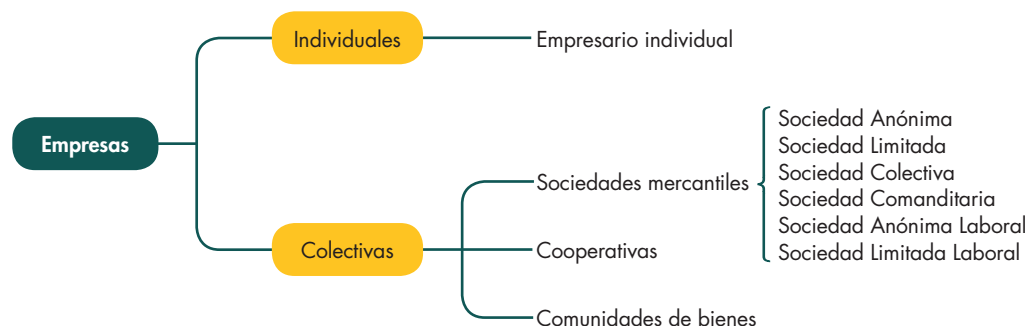 Empresas
Individuales
Empresario individual
Colectivas
Sociedades mercantiles
Sociedad Anónima
Sociedad Limitada
Sociedad Colectiva
Sociedad Comanditaria
Sociedad Anónima Laboral
Sociedad Limitada Laboral
Cooperativas
Comunidades de bienes